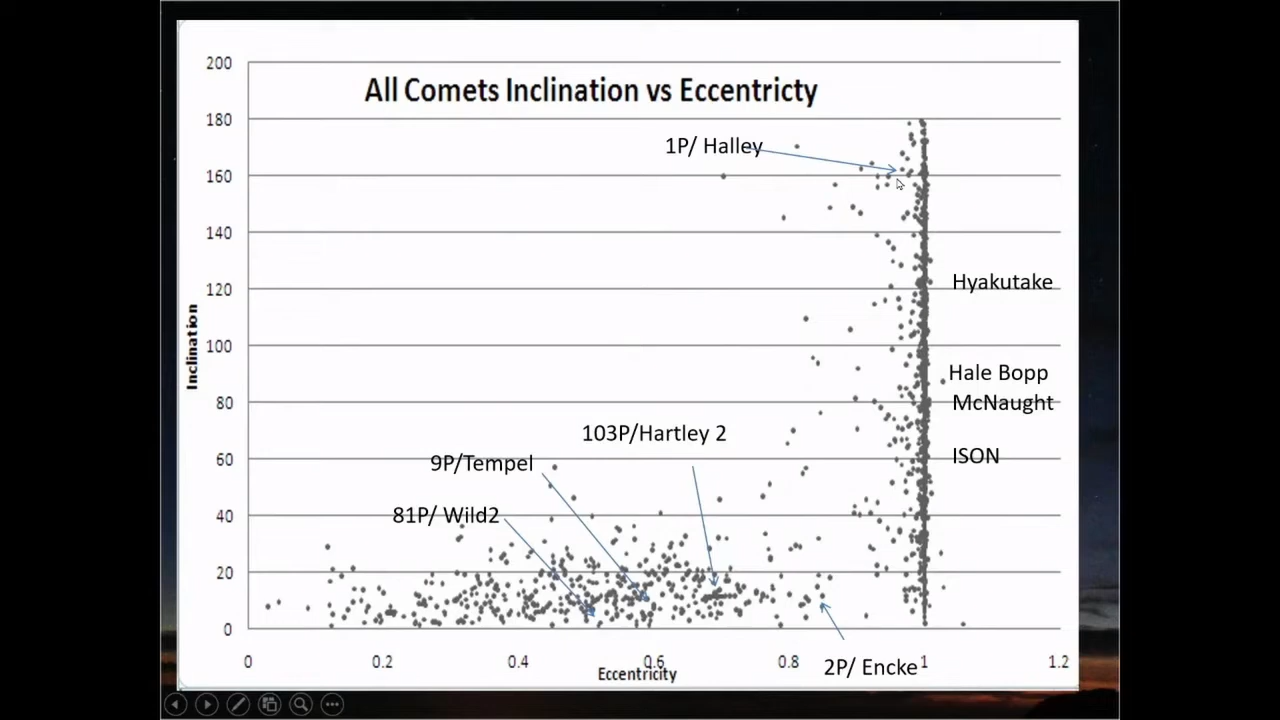 All Comets Inclination vs Eccentricty
200
180
160
140
120
100
80
60
40
20
0
Inclination
1P/ Halley
Hyakutake
Hale Bopp
McNaught
103P/Hartley 2
ISON
9P/Tempel
81P/ Wild2
2P/ Encke
0
0.2
0.4
0.6
0.8
1
1.2
Eccentricity